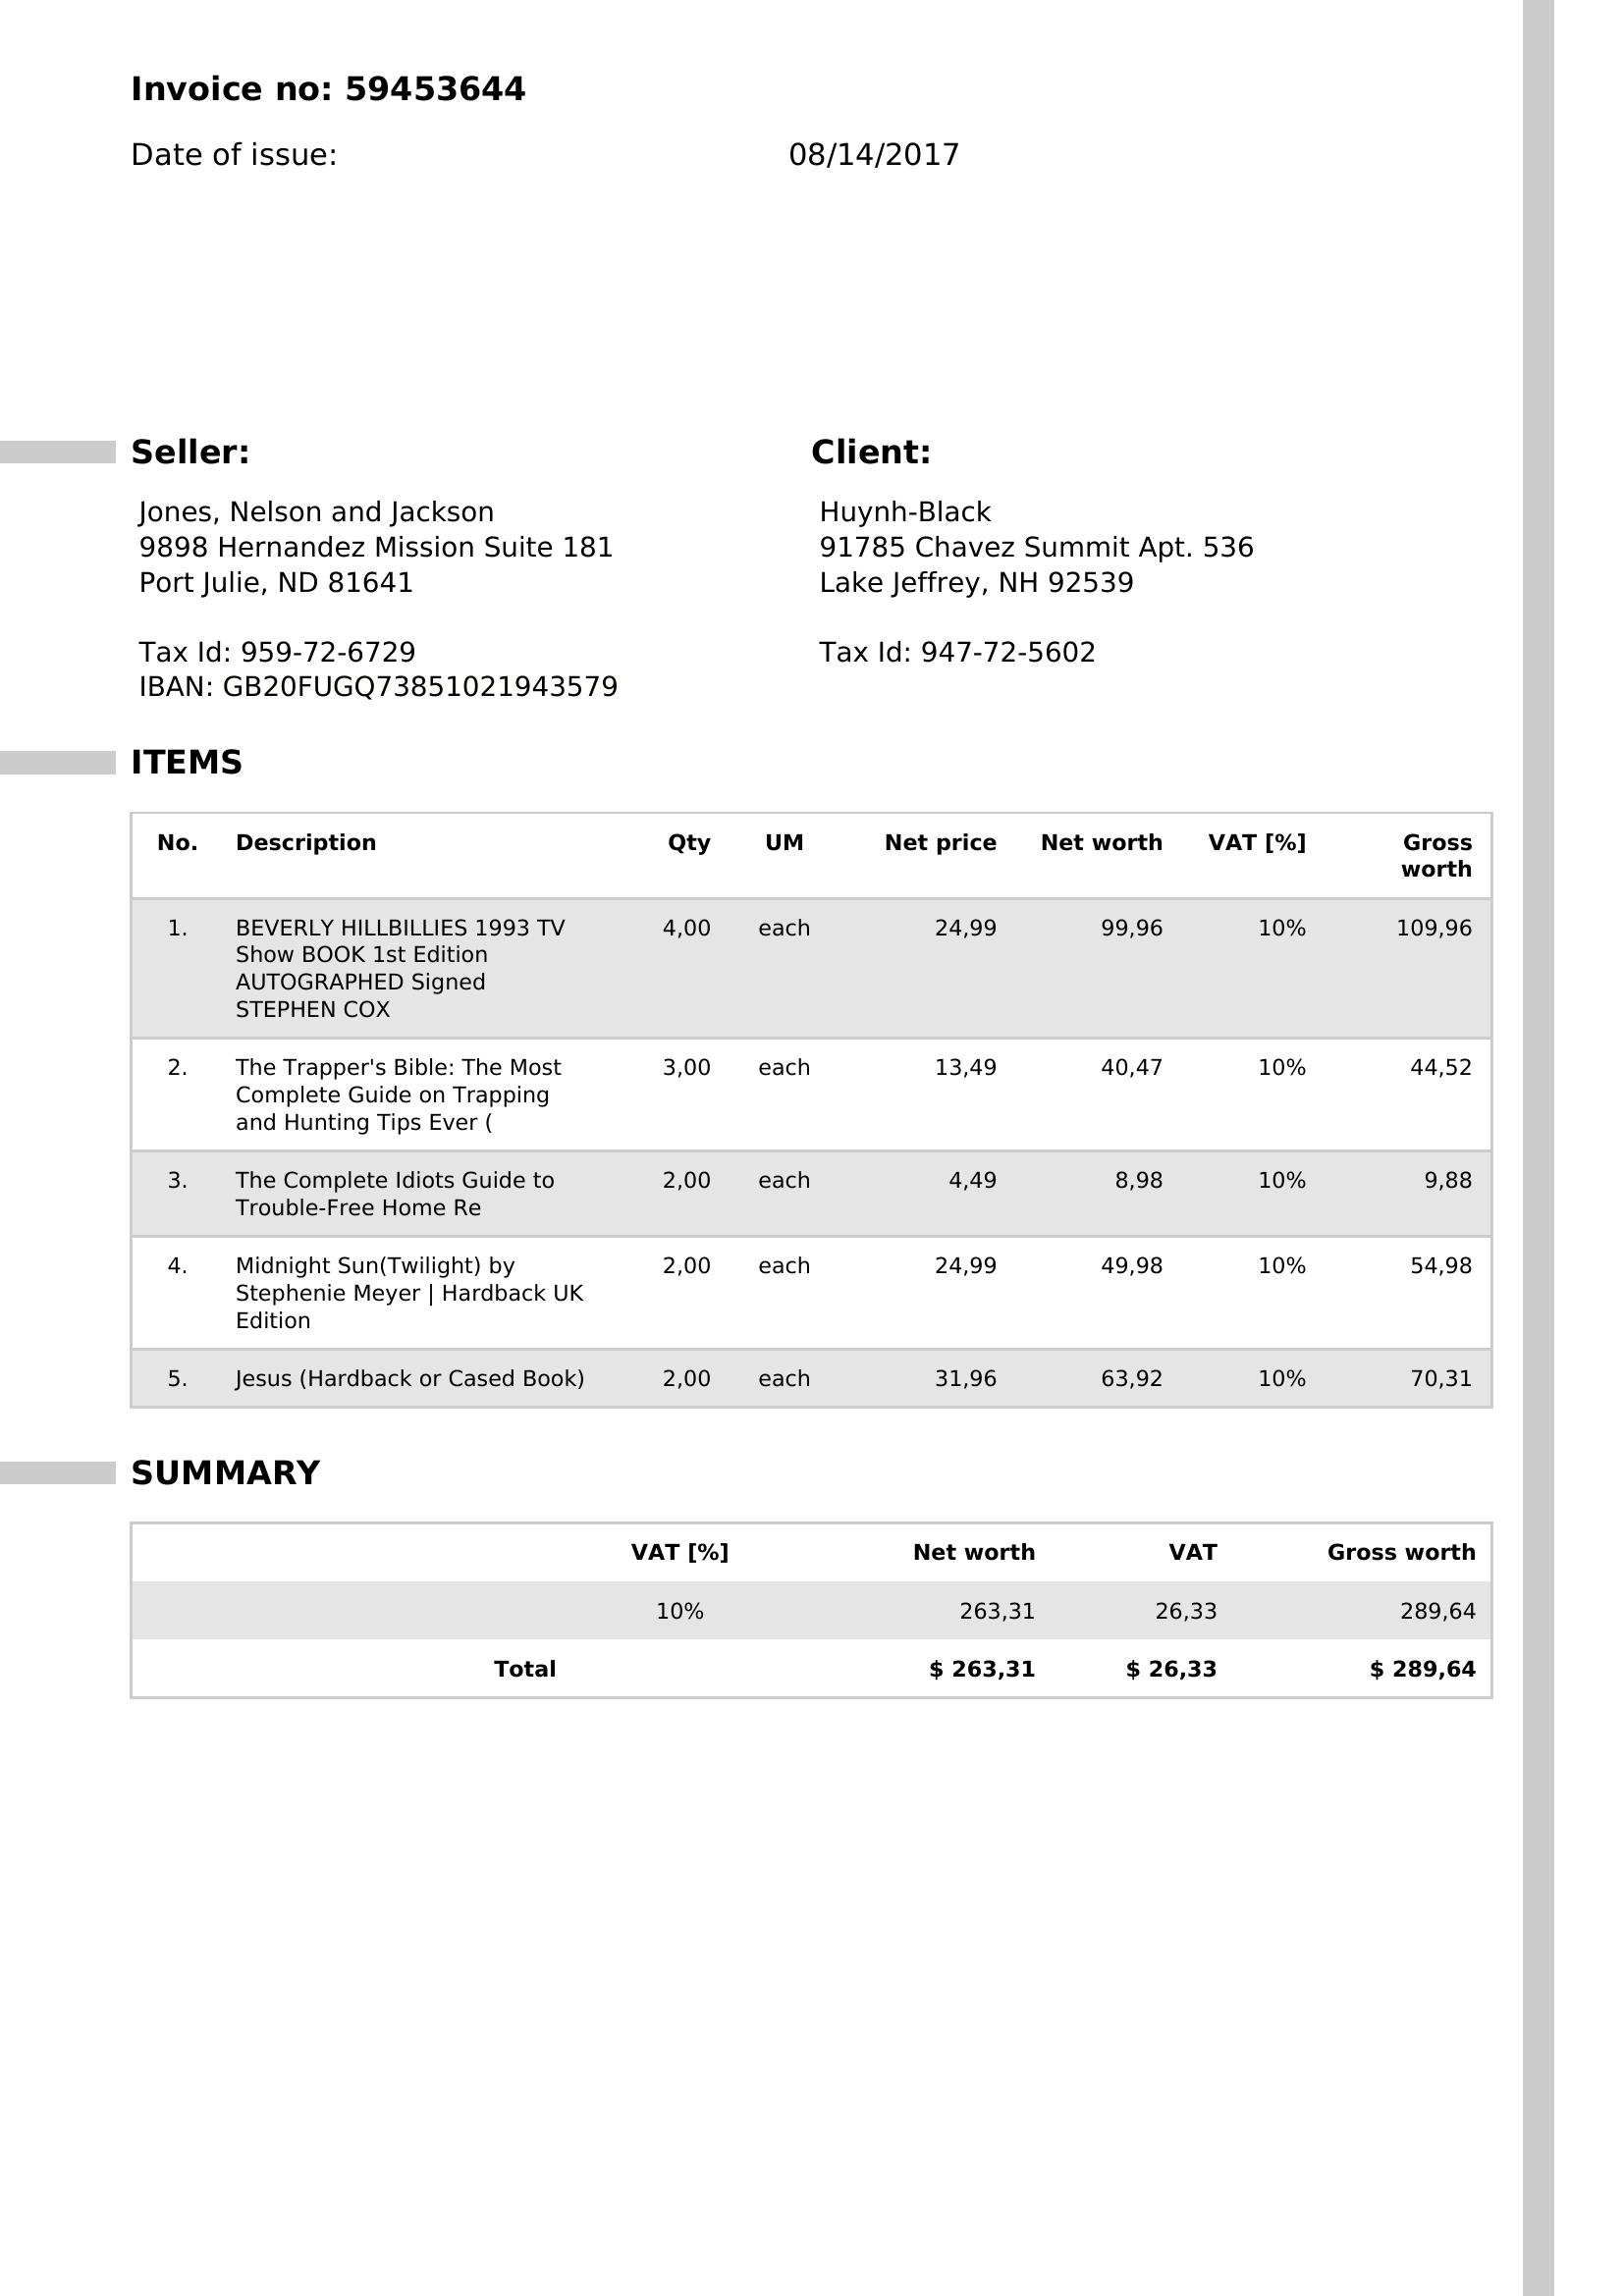 Invoice no: 59453644
Date of issue: 08/14/2017
Seller: Client:
Jones, Nelson and Jackson Huynh-Black
9898 Hernandez Mission Suite 181 91785 Chavez Summit Apt. 536
Port Julie, ND 81641 Lake Jeffrey, NH 92539
Tax Id: 959-72-6729 Tax Id: 947-72-5602
IBAN: GB20FUGQ73851021943579
ITEMS
No. Description Qty UM Net price Net worth VAT [%] Gross
worth
1. BEVERLY HILLBILLIES 1993 TV 4,00 each 24,99 99,96 10% 109,96
Show BOOK 1st Edition
AUTOGRAPHED Signed
STEPHEN COX
2. The Trapper's Bible: The Most 3,00 each 13,49 40,47 10% 44,52
Complete Guide on Trapping
and Hunting Tips Ever (
3. The Complete Idiots Guide to 2,00 each 4,49 8,98 10% 9,88
Trouble-Free Home Re
4. Midnight Sun(Twilight) by 2,00 each 24,99 49,98 10% 54,98
Stephenie Meyer | Hardback UK
Edition
5. Jesus (Hardback or Cased Book) 2,00 each 31,96 63,92 10% 70,31
SUMMARY
VAT [%] Net worth VAT Gross worth
10% 263,31 26,33 289,64
Total $ 263,31 $ 26,33 $ 289,64